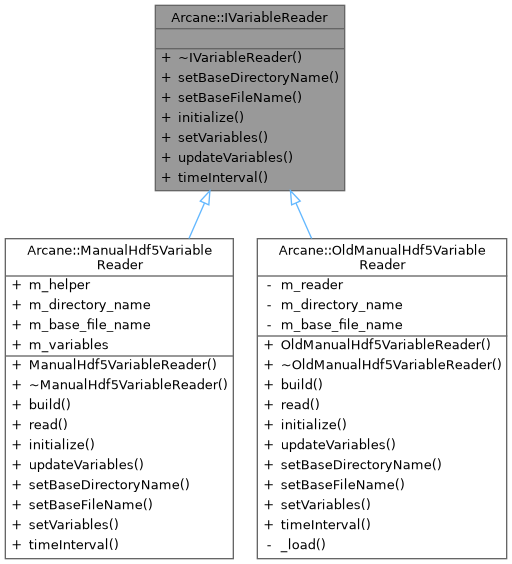 Arcane::IVariableReader
+ ~IVariableReader()
+ setBaseDirectoryName()
+ setBaseFileName()
+ initialize()
+ setVariables()
+ updateVariables()
+ timeInterval()
Arcane::ManualHdf5Variable
Reader
+ m_helper
+ m_directory_name
+ m_base_file_name
+ m_variables
+ ManualHdf5VariableReader()
+ ~ManualHdf5VariableReader()
+ build()
+ read()
+ initialize()
+ updateVariables()
+ setBaseDirectoryName()
+ setBaseFileName()
+ setVariables()
+ timeInterval()
Arcane::OldManualHdf5Variable
Reader
- m_reader
- m_directory_name
- m_base_file_name
+ OldManualHdf5VariableReader()
+ ~OldManualHdf5VariableReader()
+ build()
+ read()
+ initialize()
+ updateVariables()
+ setBaseDirectoryName()
+ setBaseFileName()
+ setVariables()
+ timeInterval()
- _load()